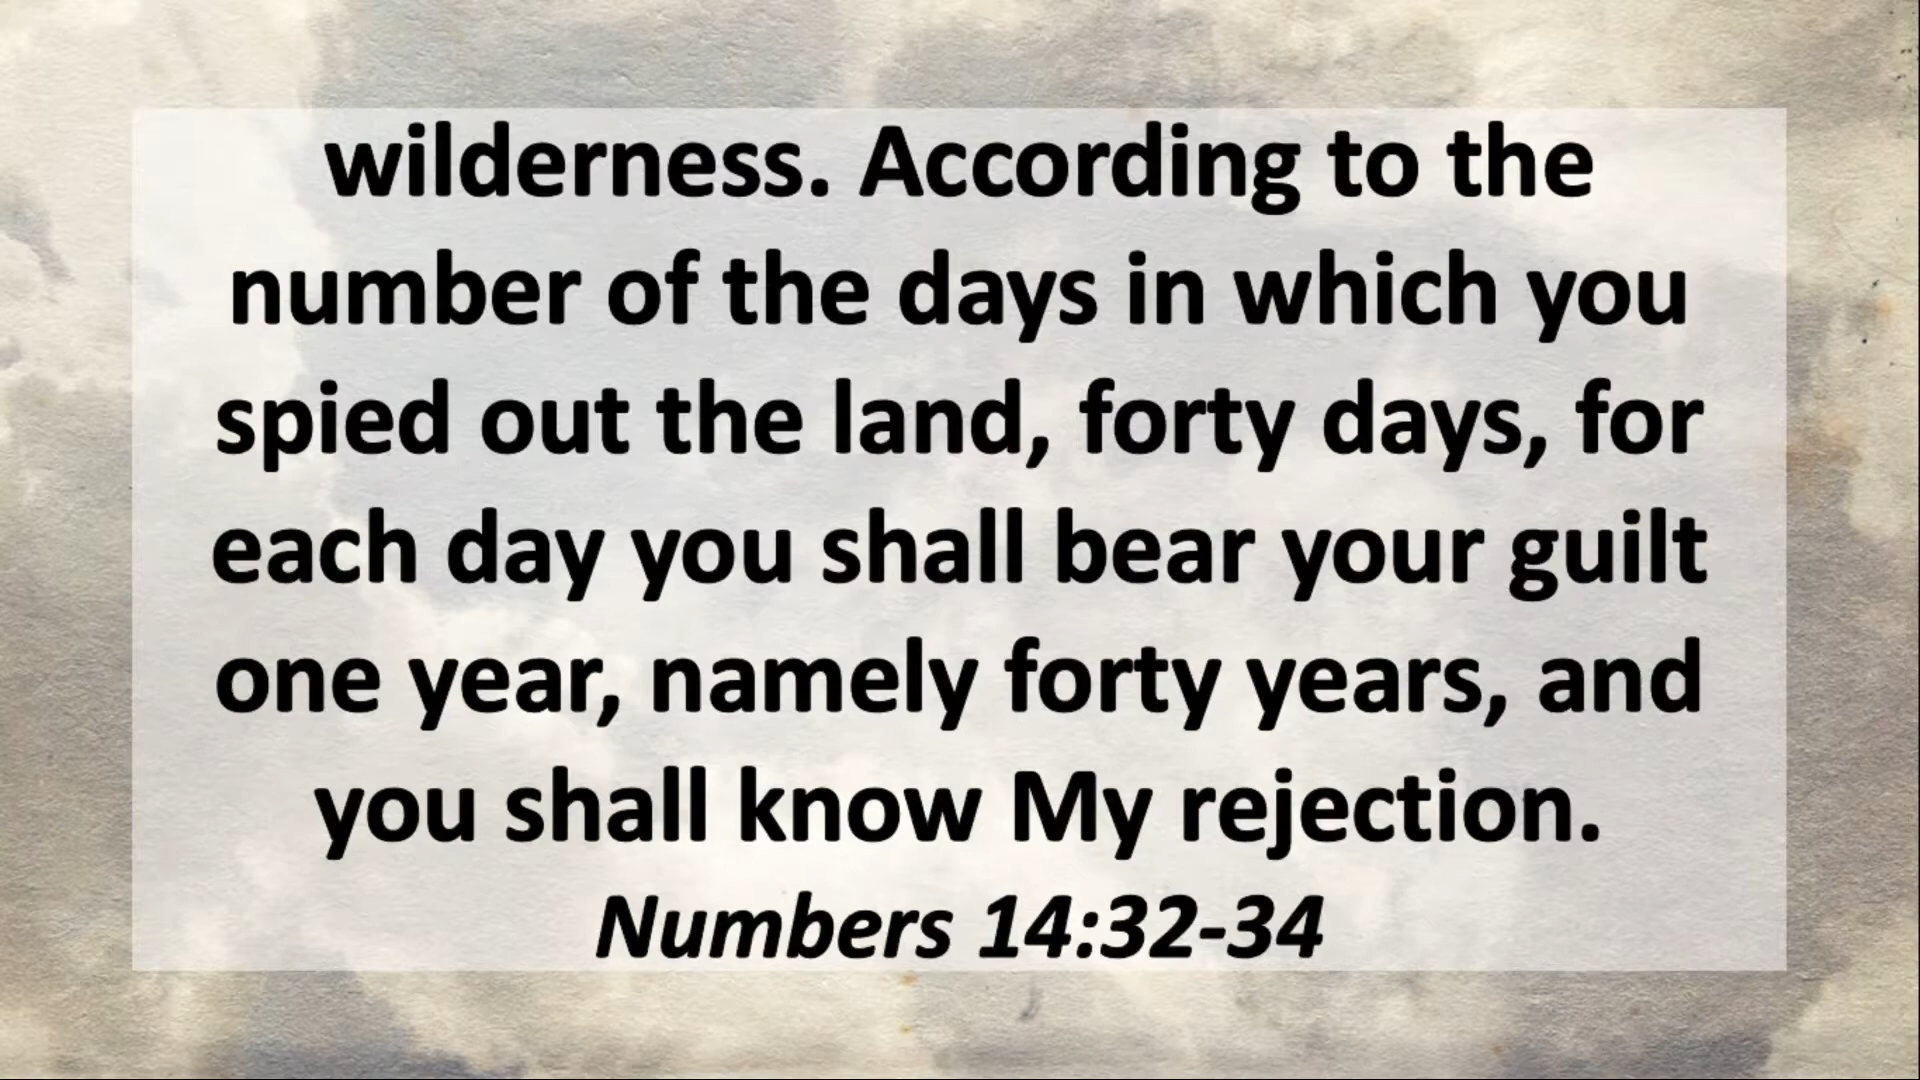 wilderness. According to the
number of the days in which you
spied out the land, forty days, for
each day you shall bear your guilt
one year, namely forty years, and
you shall know My rejection.
Numbers 14:32-34